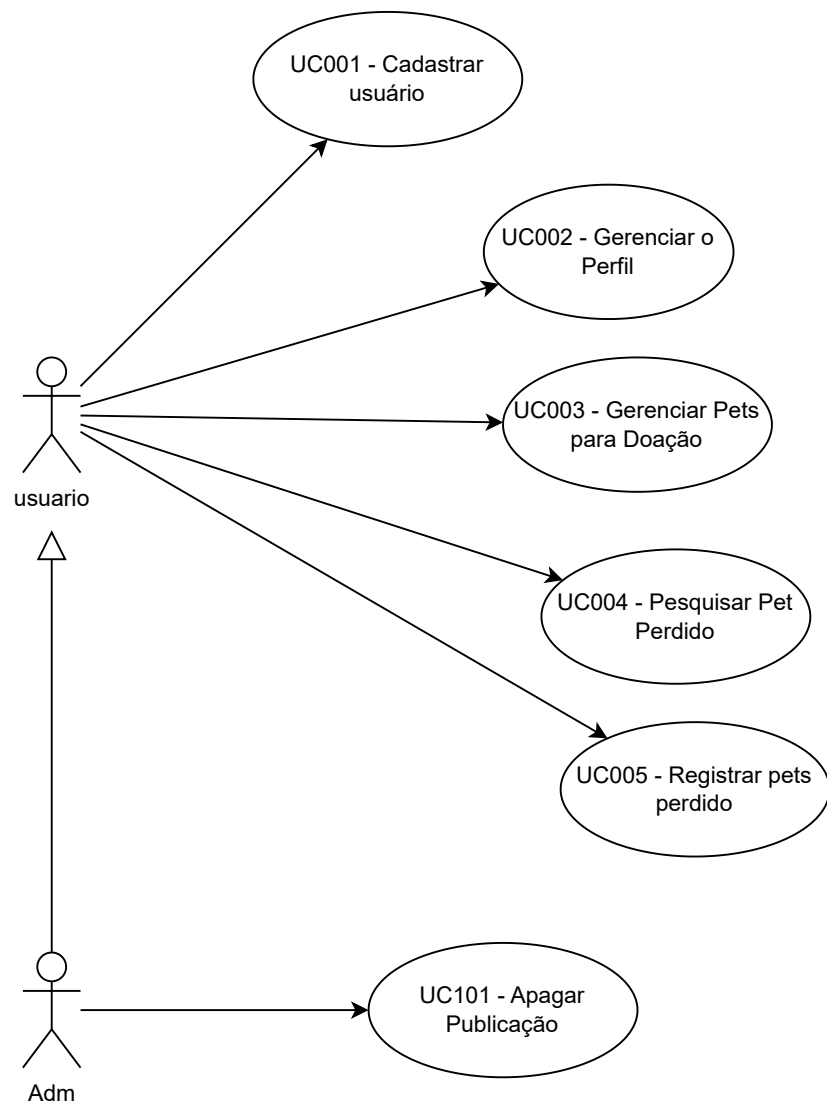 UC001 - Cadastrar
usuário
UC002 - Gerenciar o
Perfil
UC003 - Gerenciar Pets
para Doação
usuario
UC004 - Pesquisar Pet
Perdido
UC005 - Registrar pets
perdido
UC101 - Apagar
Publicação
Adm